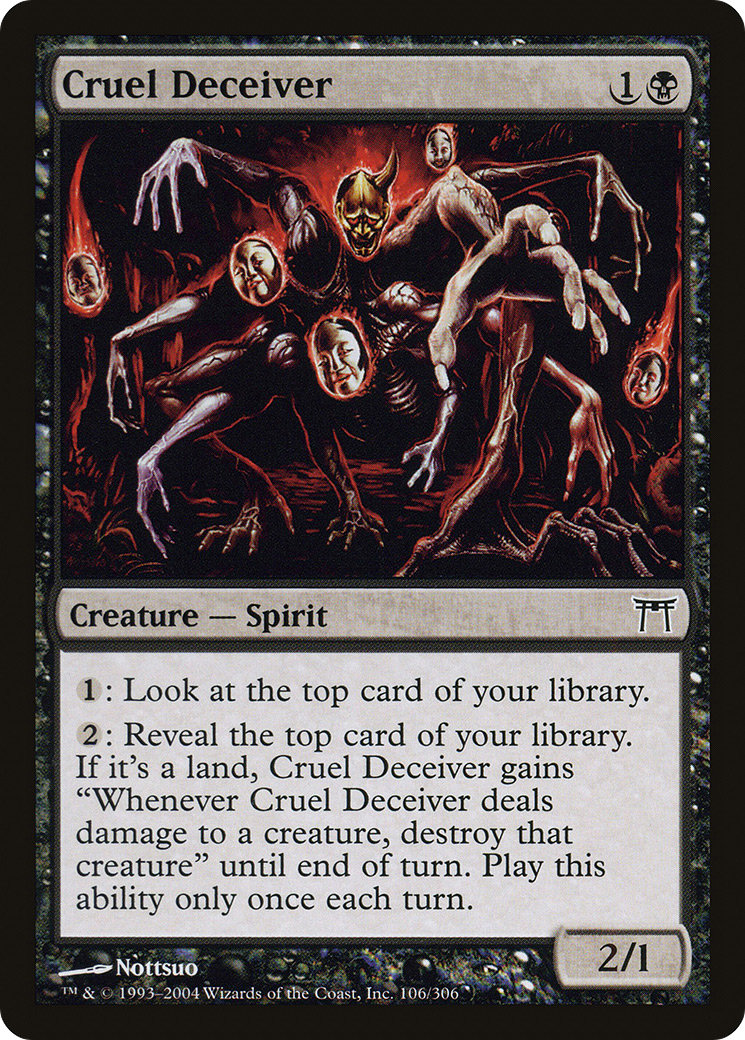 Cruel Deceiver 1
Creature — Spirit
1: Look at the top card of your library.
2: Reveal the top card of your library.
If it's a land, Cruel Deceiver gains
“Whenever Cruel Deceiver deals
damage to a creature, destroy that
creature” until end of turn. Play this
ability only once each turn.
2/1
Nottsuo
™ & © 1993–2004 Wizards of the Coast, Inc. 106/306